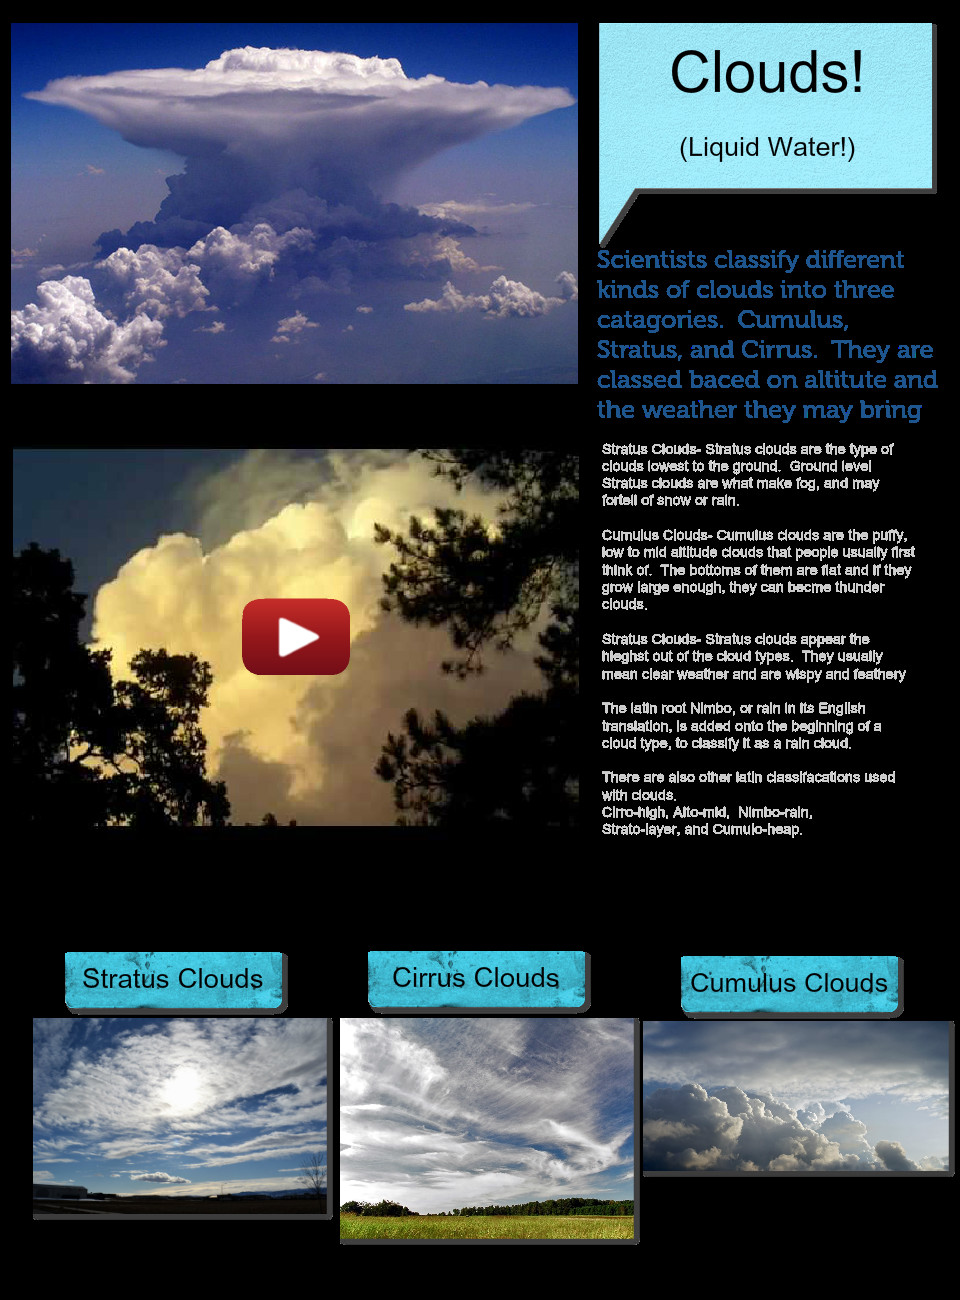 Clouds!
(Liquid Water!)
Scientists classify different
kinds of clouds into three
catagories.  Cumulus,
Stratus, and Cirrus.  They are
classed baced on altitute and
the weather they may bring
Stratus Clouds- Stratus clouds are the type of
clouds lowest to the ground.  Ground level
Stratus clouds are what make fog, and may
fortell of snow or rain.
Cumulus Clouds- Cumulus clouds are the puffy,
low to mid altitude clouds that people usually first
think of.  The bottoms of them are flat and if they
grow large enough, they can becme thunder
clouds.
Stratus Clouds- Stratus clouds appear the
hieghst out of the cloud types.  They usually
mean clear weather and are wispy and feathery
The latin root Nimbo, or rain in its English
translation, is added onto the beginning of a
cloud type, to classify it as a rain cloud.
There are also other latin classifacations used
with clouds.
Cirro-high, Alto-mid,  Nimbo-rain,
Strato-layer, and Cumulo-heap.
Stratus Clouds
Cirrus Clouds
Cumulus Clouds